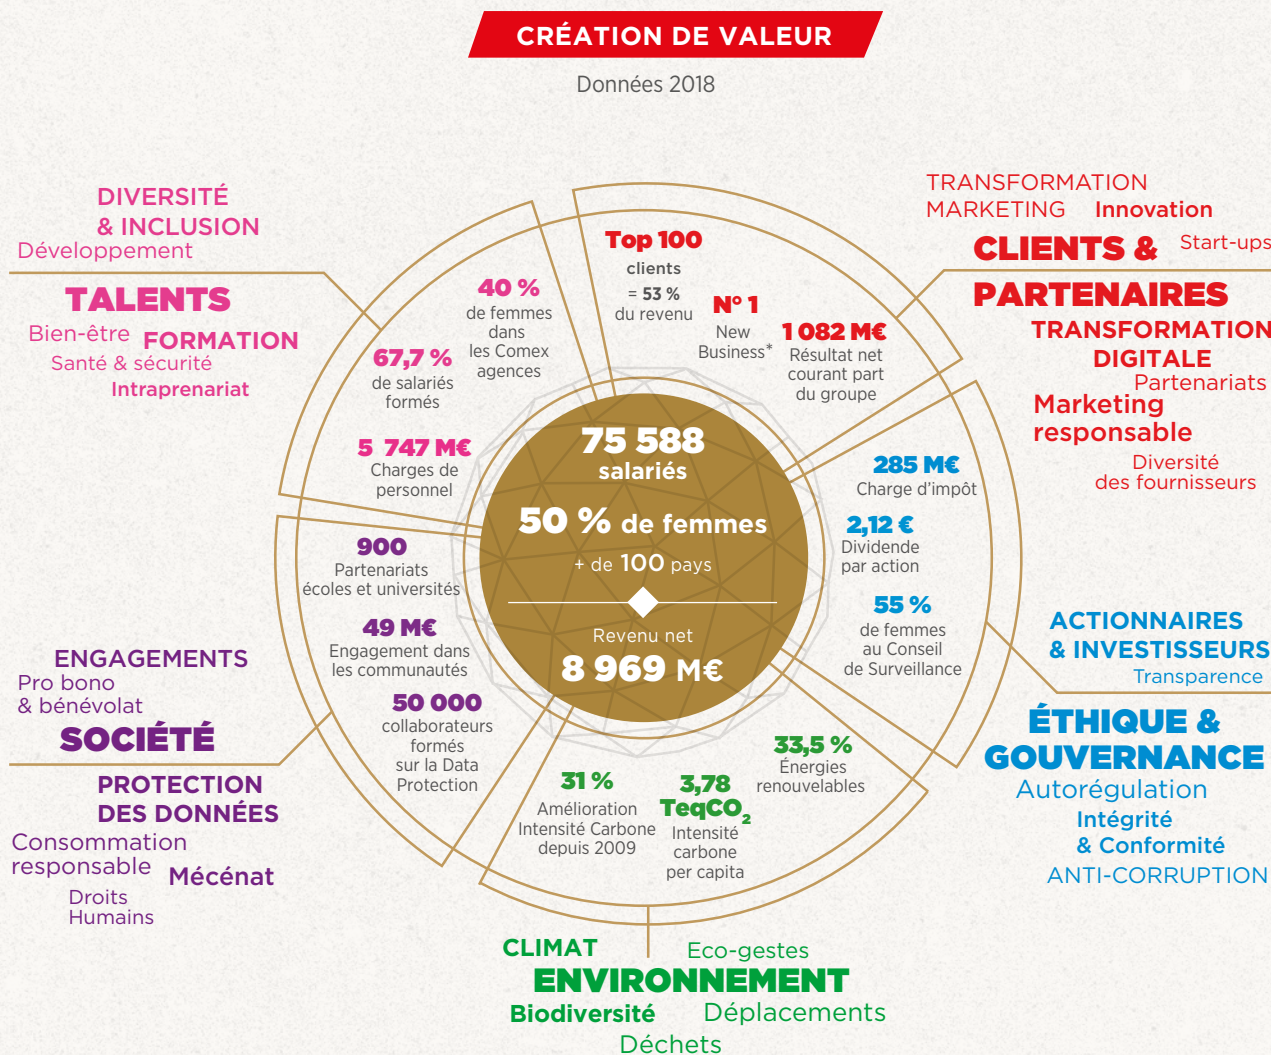 CRÉATION DE VALEUR
Données 2018
DIVERSITÉ
& INCLUSION
Développement
TALENTS
Bien-être FORMATION
Santé & sécurité
Intraprenariat
40 %
de femmes
dans
les Comex
agences
67,7 %
de salariés
formés
5 747 M€
Charges de
personnel
Top 100
clients
= 53 %
du revenu
N° 1
New
Business*
1 082 M€
Résultat net
courant part
du groupe
TRANSFORMATION
MARKETING Innovation
CLIENTS & Start-ups
PARTENAIRES
TRANSFORMATION
DIGITALE
Partenariats
Marketing
responsable
Diversité
des fournisseurs
75 588
salariés
50 % de femmes
+ de 100 pays
Revenu net
8 969 M€
285 M€
Charge d'impôt
2,12 €
Dividende
par action
55 %
de femmes
au Conseil
de Surveillance
ACTIONNAIRES
& INVESTISSEURS
Transparence
ÉTHIQUE &
GOUVERNANCE
Autorégulation
Intégrité
& Conformité
ANTI-CORRUPTION
900
Partenariats
écoles et universités
49 M€
Engagement dans
les communautés
50 000
collaborateurs
formés
sur la Data
Protection
ENGAGEMENTS
Pro bono
& bénévolat
SOCIÉTÉ
PROTECTION
DES DONNÉES
Consommation
responsable Mécénat
Droits
Humains
31 %
Amélioration
Intensité Carbone
depuis 2009
3,78
TeqCO₂
Intensité
carbone
per capita
33,5 %
Énergies
renouvelables
CLIMAT Eco-gestes
ENVIRONNEMENT
Biodiversité Déplacements
Déchets